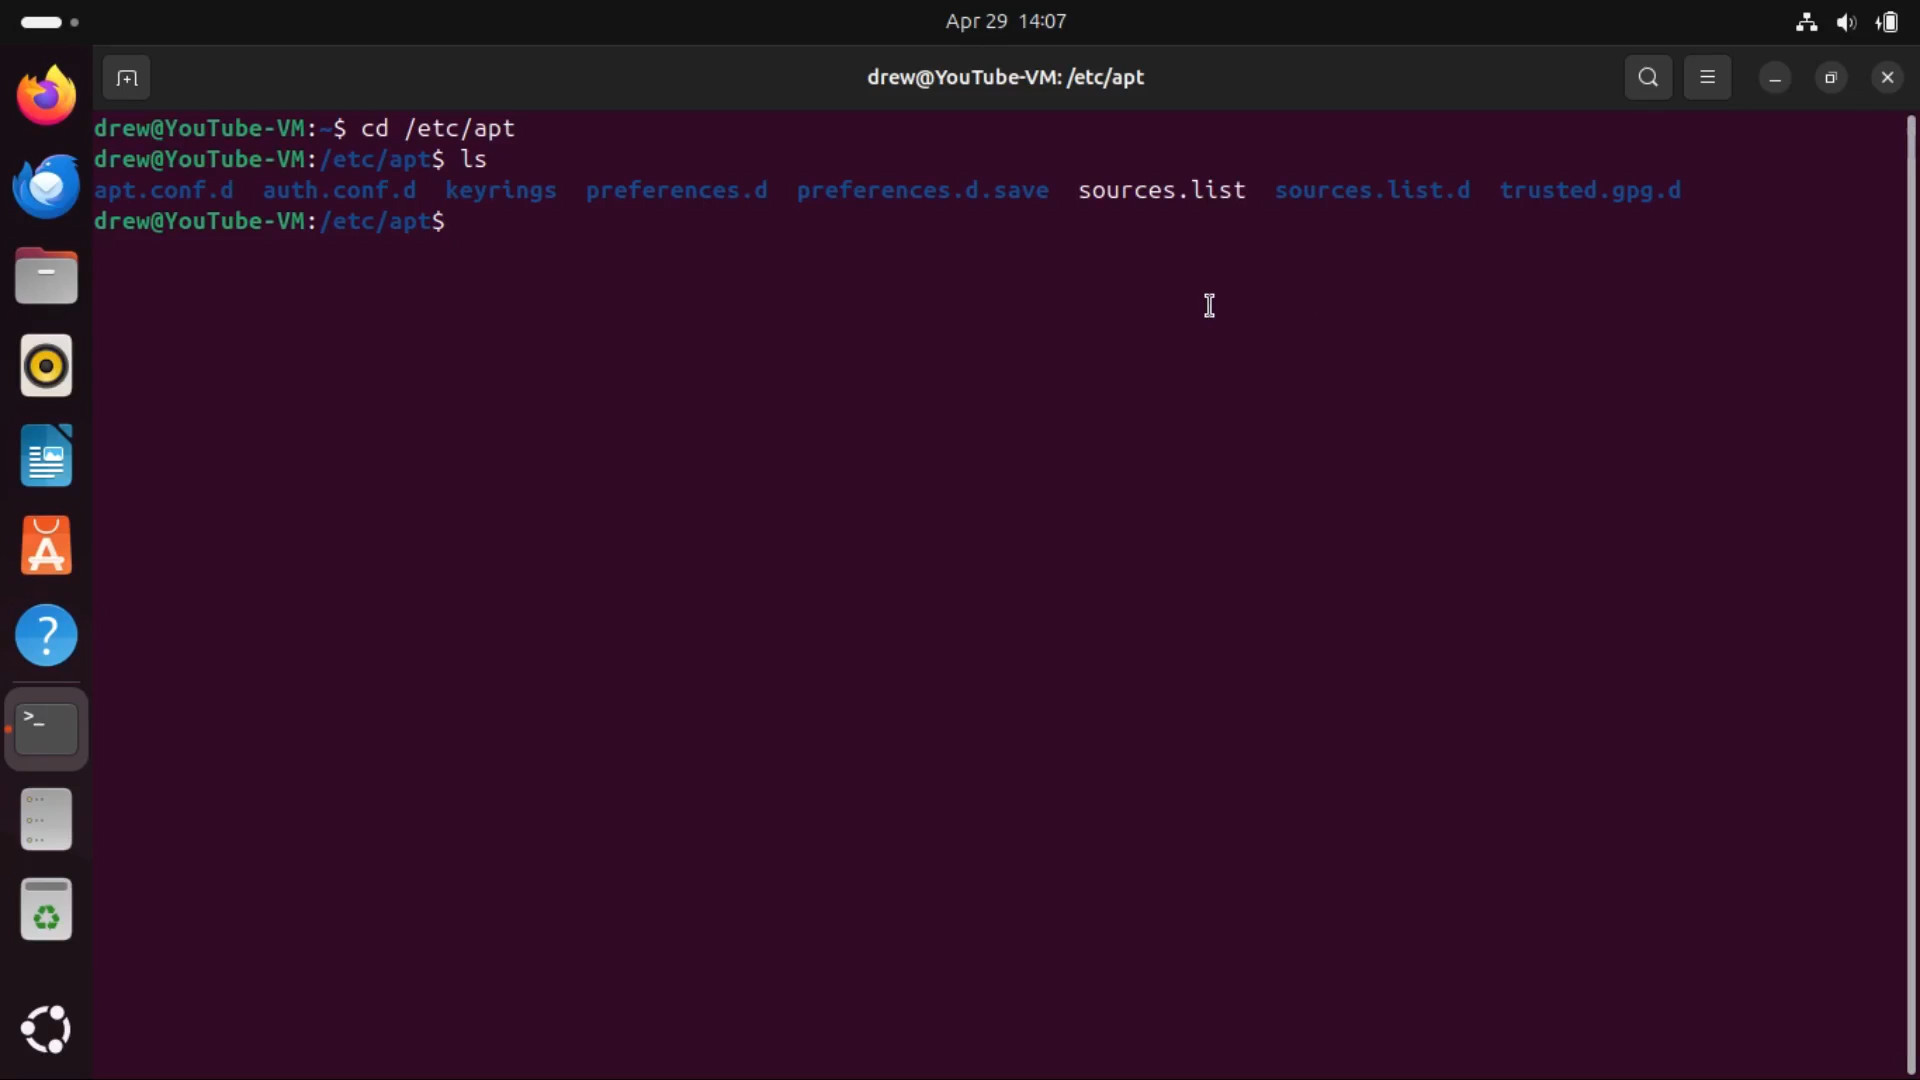 Apr 29 14:07
drew@YouTube-VM: /etc/apt
drew@YouTube-VM:~$ cd /etc/apt
drew@YouTube-VM:/etc/apt$ ls
apt.conf.d auth.conf.d keyrings preferences.d preferences.d.save sources.list sources.list.d trusted.gpg.d
drew@YouTube-VM:/etc/apt$